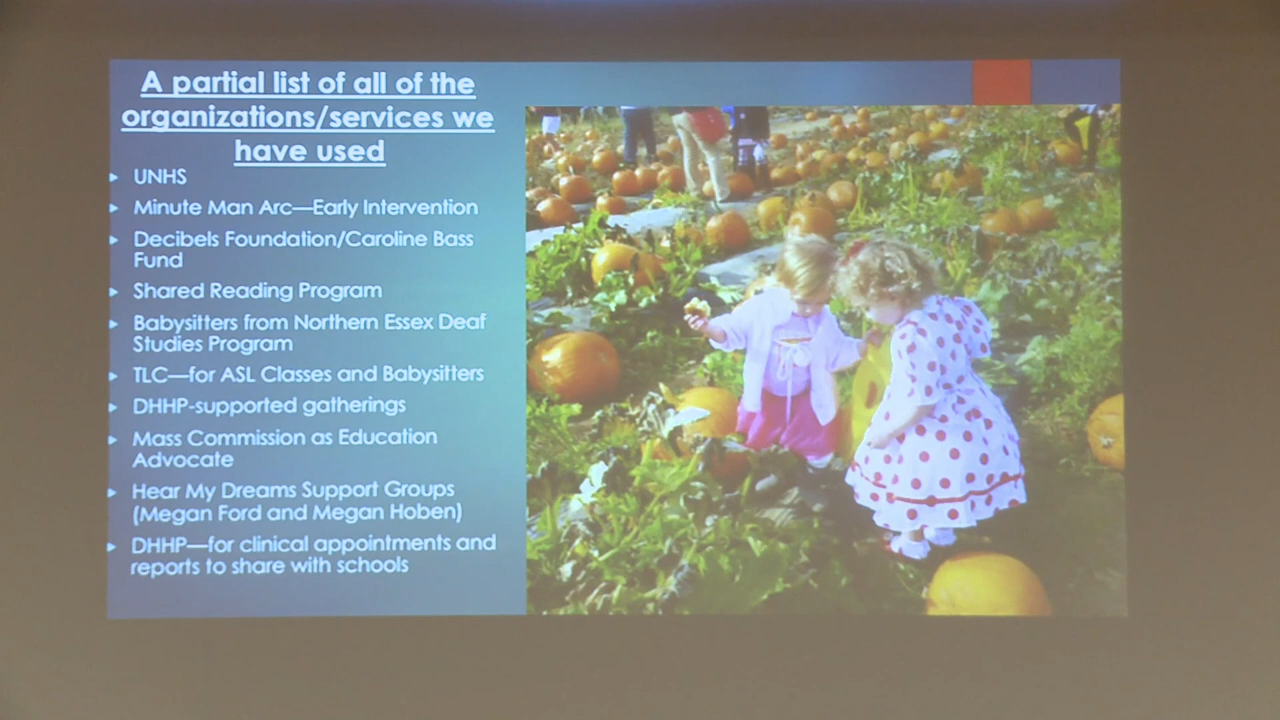 A partial list of all of the
organizations/services we
have used
UNHS
Minute Man Arc—Early Intervention
Decibels Foundation/Caroline Bass
Fund
Shared Reading Program
Babysitters from Northern Essex Deaf
Studies Program
TLC—for ASL Classes and Babysitters
DHHP-supported gatherings
Mass Commission as Education
Advocate
Hear My Dreams Support Groups
(Megan Ford and Megan Hoben)
DHHP—for clinical appointments and
reports to share with schools